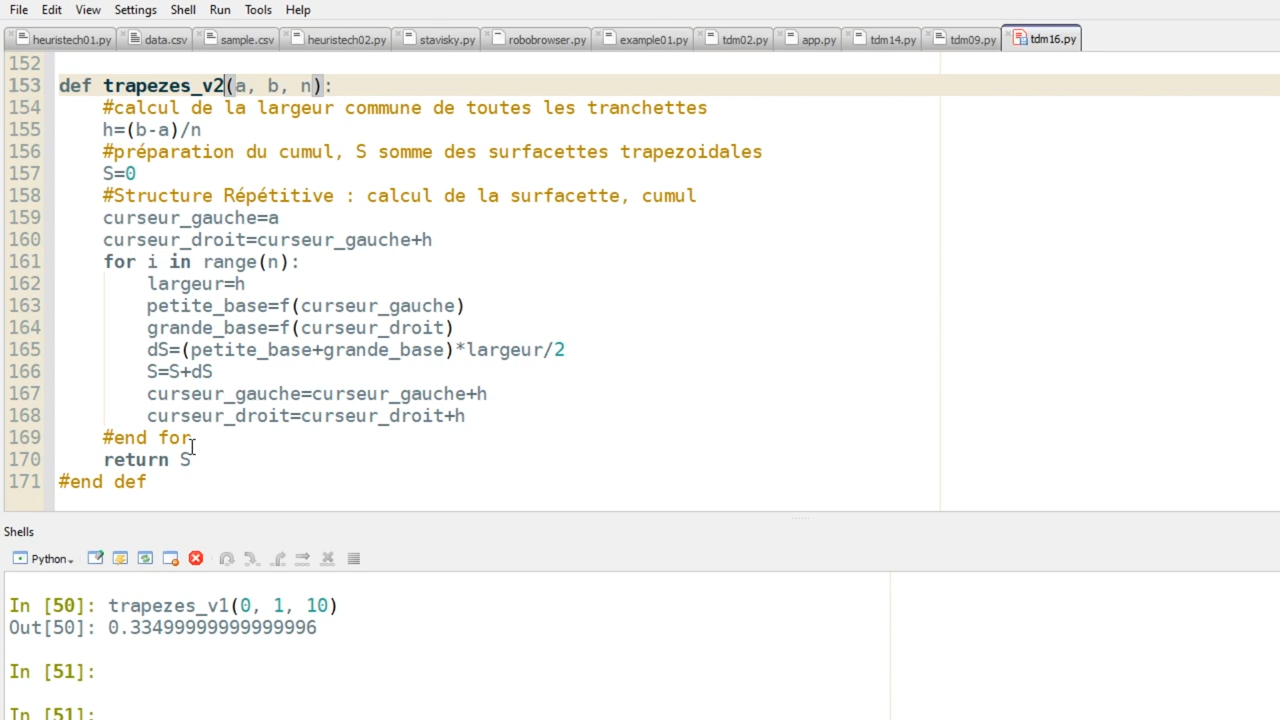 File Edit View Settings Shell Run Tools Help
heuristech01.py data.csv sample.csv heuristech02.py stavisky.py robobrowser.py example01.py tdm02.py app.py tdm14.py tdm09.py tdm16.py
152
153 def trapezes_v2(a, b, n):
154     #calcul de la largeur commune de toutes les tranchettes
155     h=(b-a)/n
156     #préparation du cumul, S somme des surfacettes trapezoidales
157     S=0
158     #Structure Répétitive : calcul de la surfacette, cumul
159     curseur_gauche=a
160     curseur_droit=curseur_gauche+h
161     for i in range(n):
162         largeur=h
163         petite_base=f(curseur_gauche)
164         grande_base=f(curseur_droit)
165         dS=(petite_base+grande_base)*largeur/2
166         S=S+dS
167         curseur_gauche=curseur_gauche+h
168         curseur_droit=curseur_droit+h
169     #end for
170     return S
171 #end def
Shells
Python
In [50]: trapezes_v1(0, 1, 10)
Out[50]: 0.33499999999999996
In [51]:
In [51]: